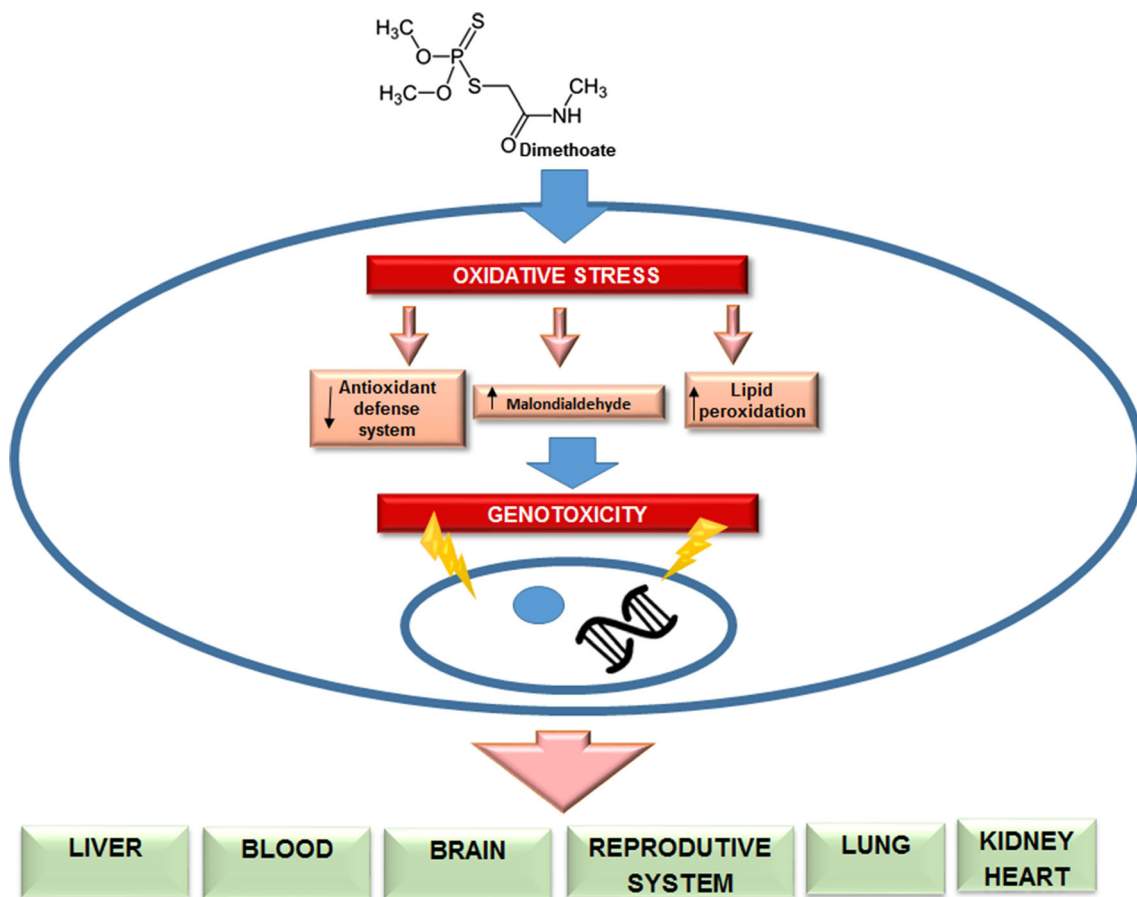 S
H₃C
O
P
H₃C
O
S
CH₃
NH
O
Dimethoate
OXIDATIVE STRESS
Antioxidant
defense
system
Malondialdehyde
Lipid
peroxidation
GENOTOXICITY
LIVER
BLOOD
BRAIN
REPRODUTIVE
SYSTEM
LUNG
KIDNEY
HEART